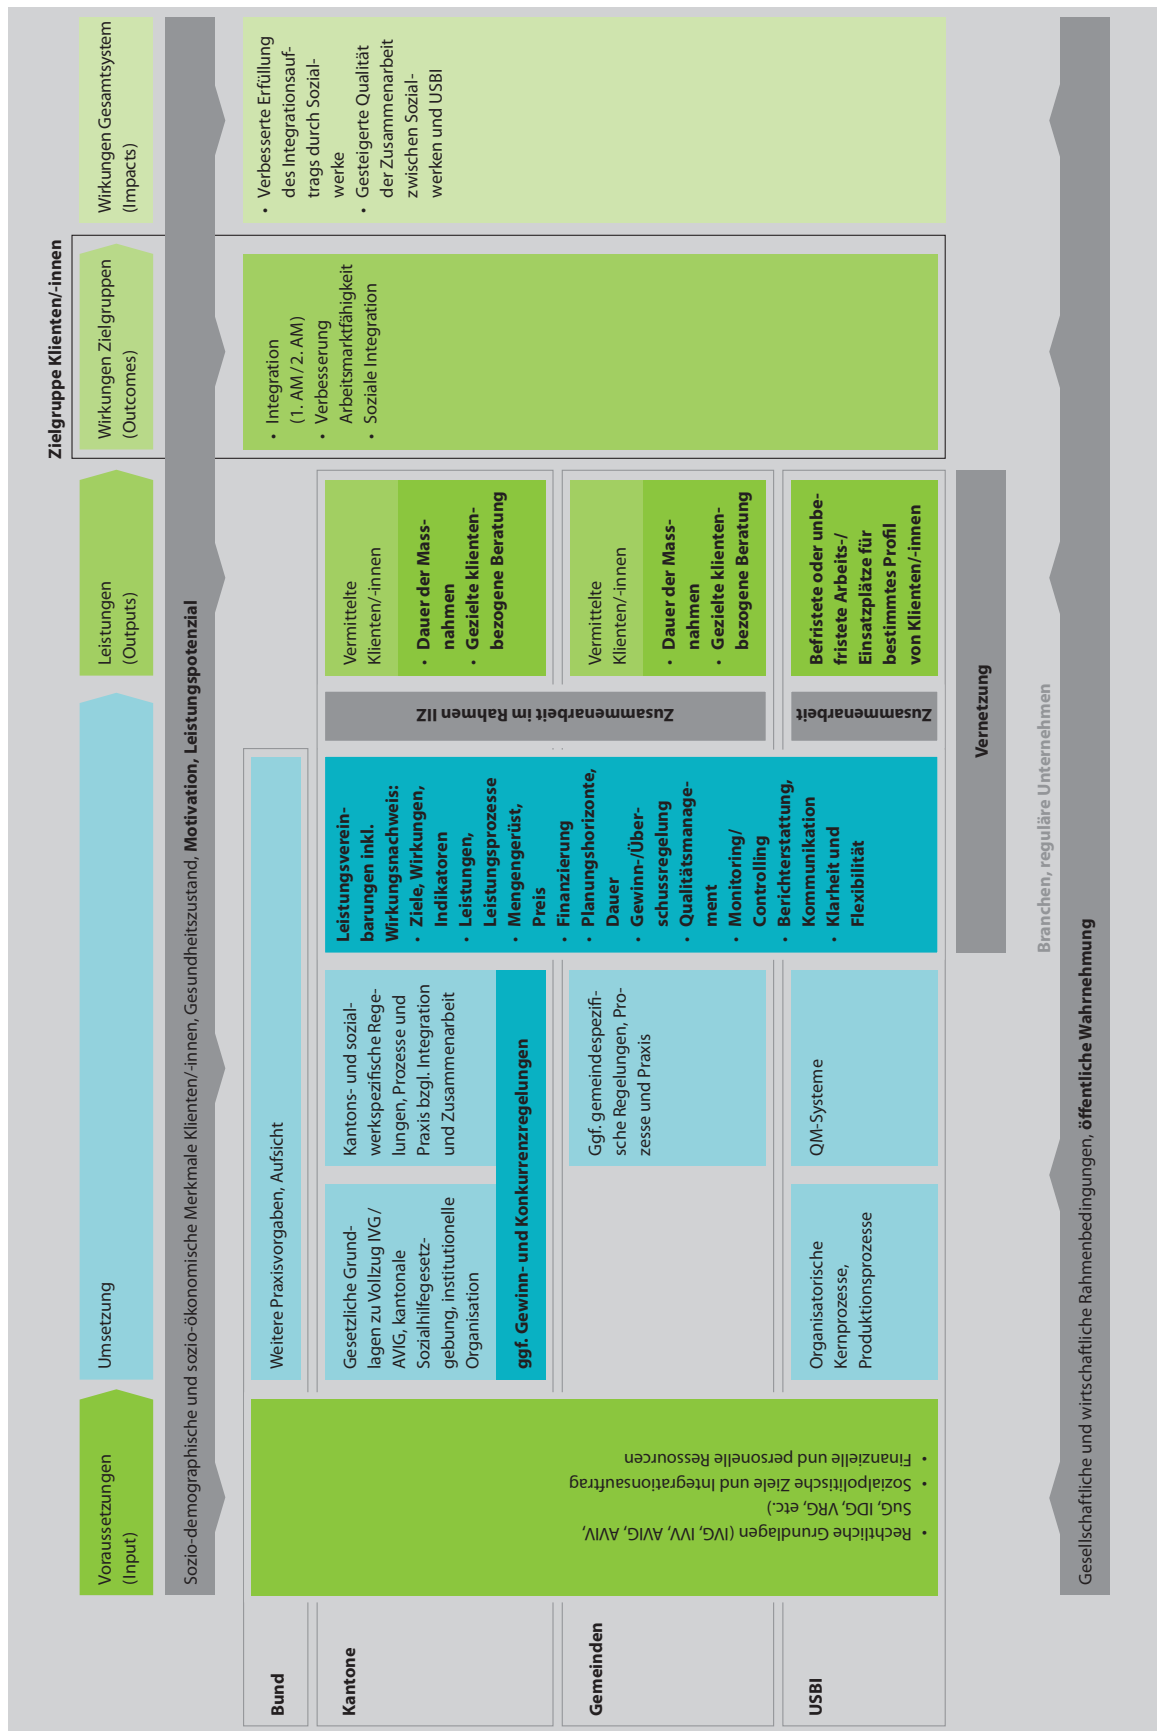 Zielgruppe Klienten/-innen
Voraussetzungen
(Input)
Umsetzung
Leistungen
(Outputs)
Wirkungen Zielgruppen
(Outcomes)
Wirkungen Gesamtsystem
(Impacts)
Sozio-demographische und sozio-ökonomische Merkmale Klienten/-innen, Gesundheitszustand, Motivation, Leistungspotenzial
Bund
Kantone
Gemeinden
USBI
• Rechtliche Grundlagen (IVG, IVV, AVIG, AVIV,
SuG, IDG, VRG, etc.)
• Sozialpolitische Ziele und Integrationsauftrag
• Finanzielle und personelle Ressourcen
Weitere Praxisvorgaben, Aufsicht
Gesetzliche Grund-
lagen zu Vollzug IVG /
AVIG, kantonale
Sozialhilfegesetz-
gebung, institutionelle
Organisation
Kantons- und sozial-
werkspezifische Rege-
lungen, Prozesse und
Praxis bzgl. Integration
und Zusammenarbeit
ggf. Gewinn- und Konkurrenzregelungen
Ggf. gemeindespezifi-
sche Regelungen, Pro-
zesse und Praxis
Organisatorische
Kernprozesse,
Produktionsprozesse
QM-Systeme
Leistungsverein-
barungen inkl.
Wirkungsnachweis:
• Ziele, Wirkungen,
Indikatoren
• Leistungen,
Leistungsprozesse
• Mengengerüst,
Preis
• Finanzierung
• Planungshorizonte,
Dauer
• Gewinn-/Über-
schussregelung
• Qualitätsmanage-
ment
• Monitoring/
Controlling
• Berichterstattung,
Kommunikation
• Klarheit und
Flexibilität
Zusammenarbeit im Rahmen IIZ
Zusammenarbeit
Vermittelte
Klienten/-innen
• Dauer der Mass-
nahmen
• Gezielte klienten-
bezogene Beratung
Vermittelte
Klienten/-innen
• Dauer der Mass-
nahmen
• Gezielte klienten-
bezogene Beratung
Befristete oder unbe-
fristete Arbeits-/
Einsatzplätze für
bestimmtes Profil
von Klienten/-innen
• Integration
(1. AM / 2. AM)
• Verbesserung
Arbeitsmarktfähigkeit
• Soziale Integration
• Verbesserte Erfüllung
des Integrationsauf-
trags durch Sozial-
werke
• Gesteigerte Qualität
der Zusammenarbeit
zwischen Sozial-
werken und USBI
Vernetzung
Branchen, reguläre Unternehmen
Gesellschaftliche und wirtschaftliche Rahmenbedingungen, öffentliche Wahrnehmung